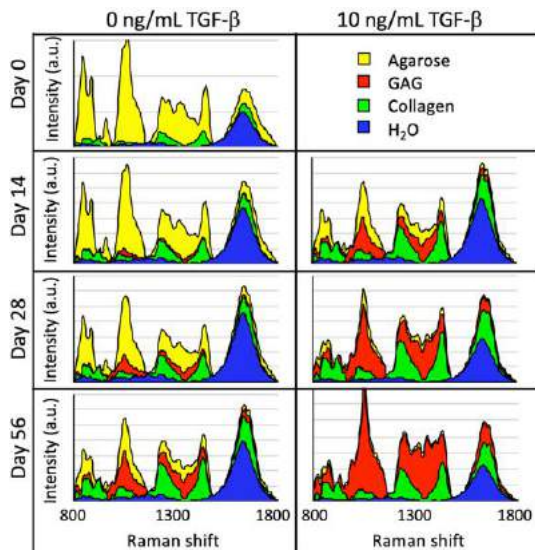 0 ng/mL TGF-β
10 ng/mL TGF-β
Day 0
Intensity (a.u.)
Agarose
GAG
Collagen
H₂O
Day 14
Intensity (a.u.)
Day 28
Intensity (a.u.)
Day 56
Intensity (a.u.)
800 1300 1800
800 1300 1800
Raman shift
Raman shift